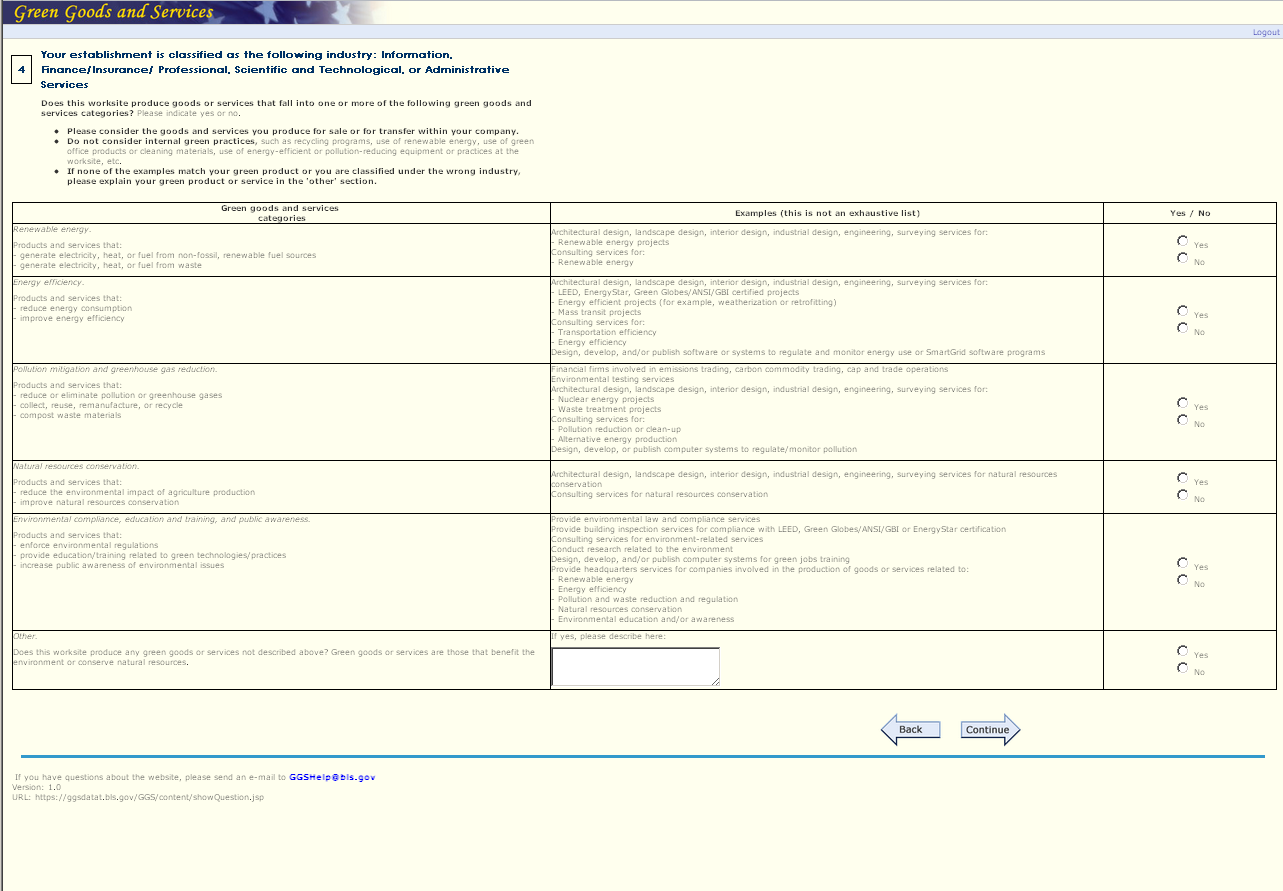 Green Goods and Services
Logout
4
Your establishment is classified as the following industry: Information,
Finance/Insurance/ Professional, Scientific and Technological, or Administrative
Services
Does this worksite produce goods or services that fall into one or more of the following green goods and
services categories? Please indicate yes or no.
• Please consider the goods and services you produce for sale or for transfer within your company.
• Do not consider internal green practices, such as recycling programs, use of renewable energy, use of green
office products or cleaning materials, use of energy-efficient or pollution-reducing equipment or practices at the
worksite, etc.
• If none of the examples match your green product or you are classified under the wrong industry,
please explain your green product or service in the 'other' section.
Green goods and services
categories
Examples (this is not an exhaustive list)
Yes / No
Renewable energy.
Products and services that:
- generate electricity, heat, or fuel from non-fossil, renewable fuel sources
- generate electricity, heat, or fuel from waste
Architectural design, landscape design, interior design, industrial design, engineering, surveying services for:
- Renewable energy projects
Consulting services for:
- Renewable energy
Yes
No
Energy efficiency.
Products and services that:
- reduce energy consumption
- improve energy efficiency
Architectural design, landscape design, interior design, industrial design, engineering, surveying services for:
- LEED, EnergyStar, Green Globes/ANSI/GBI certified projects
- Energy efficient projects (for example, weatherization or retrofitting)
- Mass transit projects
Consulting services for:
- Transportation efficiency
- Energy efficiency
Design, develop, and/or publish software or systems to regulate and monitor energy use or SmartGrid software programs
Yes
No
Pollution mitigation and greenhouse gas reduction.
Products and services that:
- reduce or eliminate pollution or greenhouse gases
- collect, reuse, remanufacture, or recycle
- compost waste materials
Financial firms involved in emissions trading, carbon commodity trading, cap and trade operations
Environmental testing services
Architectural design, landscape design, interior design, industrial design, engineering, surveying services for:
- Nuclear energy projects
- Waste treatment projects
Consulting services for:
- Pollution reduction or clean-up
- Alternative energy production
Design, develop, or publish computer systems to regulate/monitor pollution
Yes
No
Natural resources conservation.
Products and services that:
- reduce the environmental impact of agriculture production
- improve natural resources conservation
Architectural design, landscape design, interior design, industrial design, engineering, surveying services for natural resources
conservation
Consulting services for natural resources conservation
Yes
No
Environmental compliance, education and training, and public awareness.
Products and services that:
- enforce environmental regulations
- provide education/training related to green technologies/practices
- increase public awareness of environmental issues
Provide environmental law and compliance services
Provide building inspection services for compliance with LEED, Green Globes/ANSI/GBI or EnergyStar certification
Consulting services for environment-related services
Conduct research related to the environment
Design, develop, and/or publish computer systems for green jobs training
Provide headquarters services for companies involved in the production of goods or services related to:
- Renewable energy
- Energy efficiency
- Pollution and waste reduction and regulation
- Natural resources conservation
- Environmental education and/or awareness
Yes
No
Other.
Does this worksite produce any green goods or services not described above? Green goods or services are those that benefit the
environment or conserve natural resources.
If yes, please describe here:
Yes
No
Back
Continue
If you have questions about the website, please send an e-mail to GGSHelp@bls.gov
Version: 1.0
URL: https://ggsdatat.bls.gov/GGS/content/showQuestion.jsp